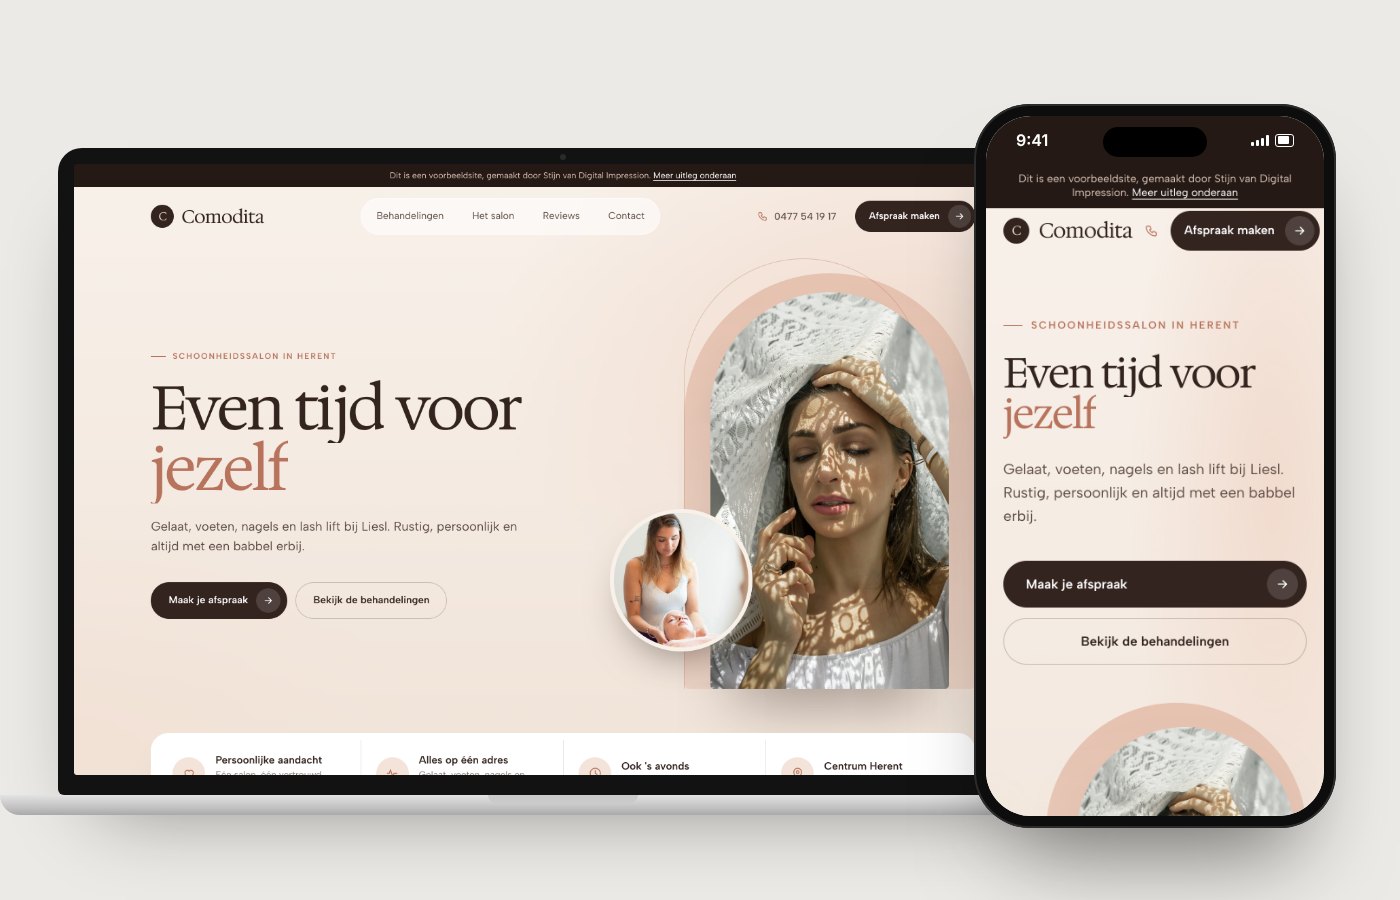 Dit is een voorbeeldsite, gemaakt door Stijn van Digital Impression. Meer uitleg onderaan
C Comodita
Behandelingen Het salon Reviews Contact
0477 54 19 17
Afspraak maken
SCHOONHEIDSSALON IN HERENT
Even tijd voor
jezelf
Gelaat, voeten, nagels en lash lift bij Liesl. Rustig, persoonlijk en
altijd met een babbel erbij.
Maak je afspraak
Bekijk de behandelingen
Persoonlijke aandacht
Alles op één adres
Ook 's avonds
Centrum Herent
9:41
Dit is een voorbeeldsite, gemaakt door Stijn van Digital
Impression. Meer uitleg onderaan
C Comodita
Afspraak maken
SCHOONHEIDSSALON IN HERENT
Even tijd voor
jezelf
Gelaat, voeten, nagels en lash lift bij Liesl.
Rustig, persoonlijk en altijd met een babbel
erbij.
Maak je afspraak
Bekijk de behandelingen